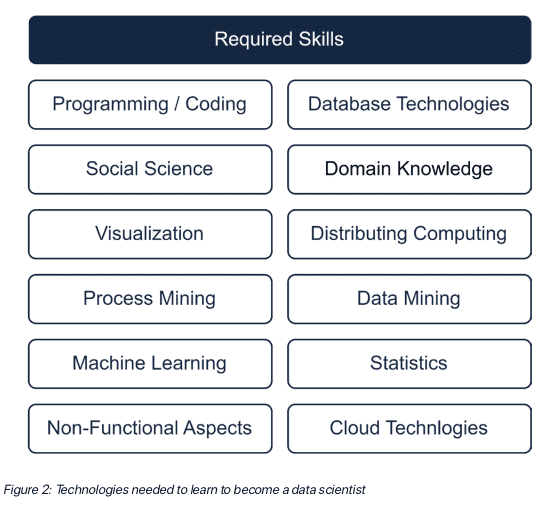 Required Skills
Programming / Coding
Database Technologies
Social Science
Domain Knowledge
Visualization
Distributing Computing
Process Mining
Data Mining
Machine Learning
Statistics
Non-Functional Aspects
Cloud Technlogies
Figure 2: Technologies needed to learn to become a data scientist